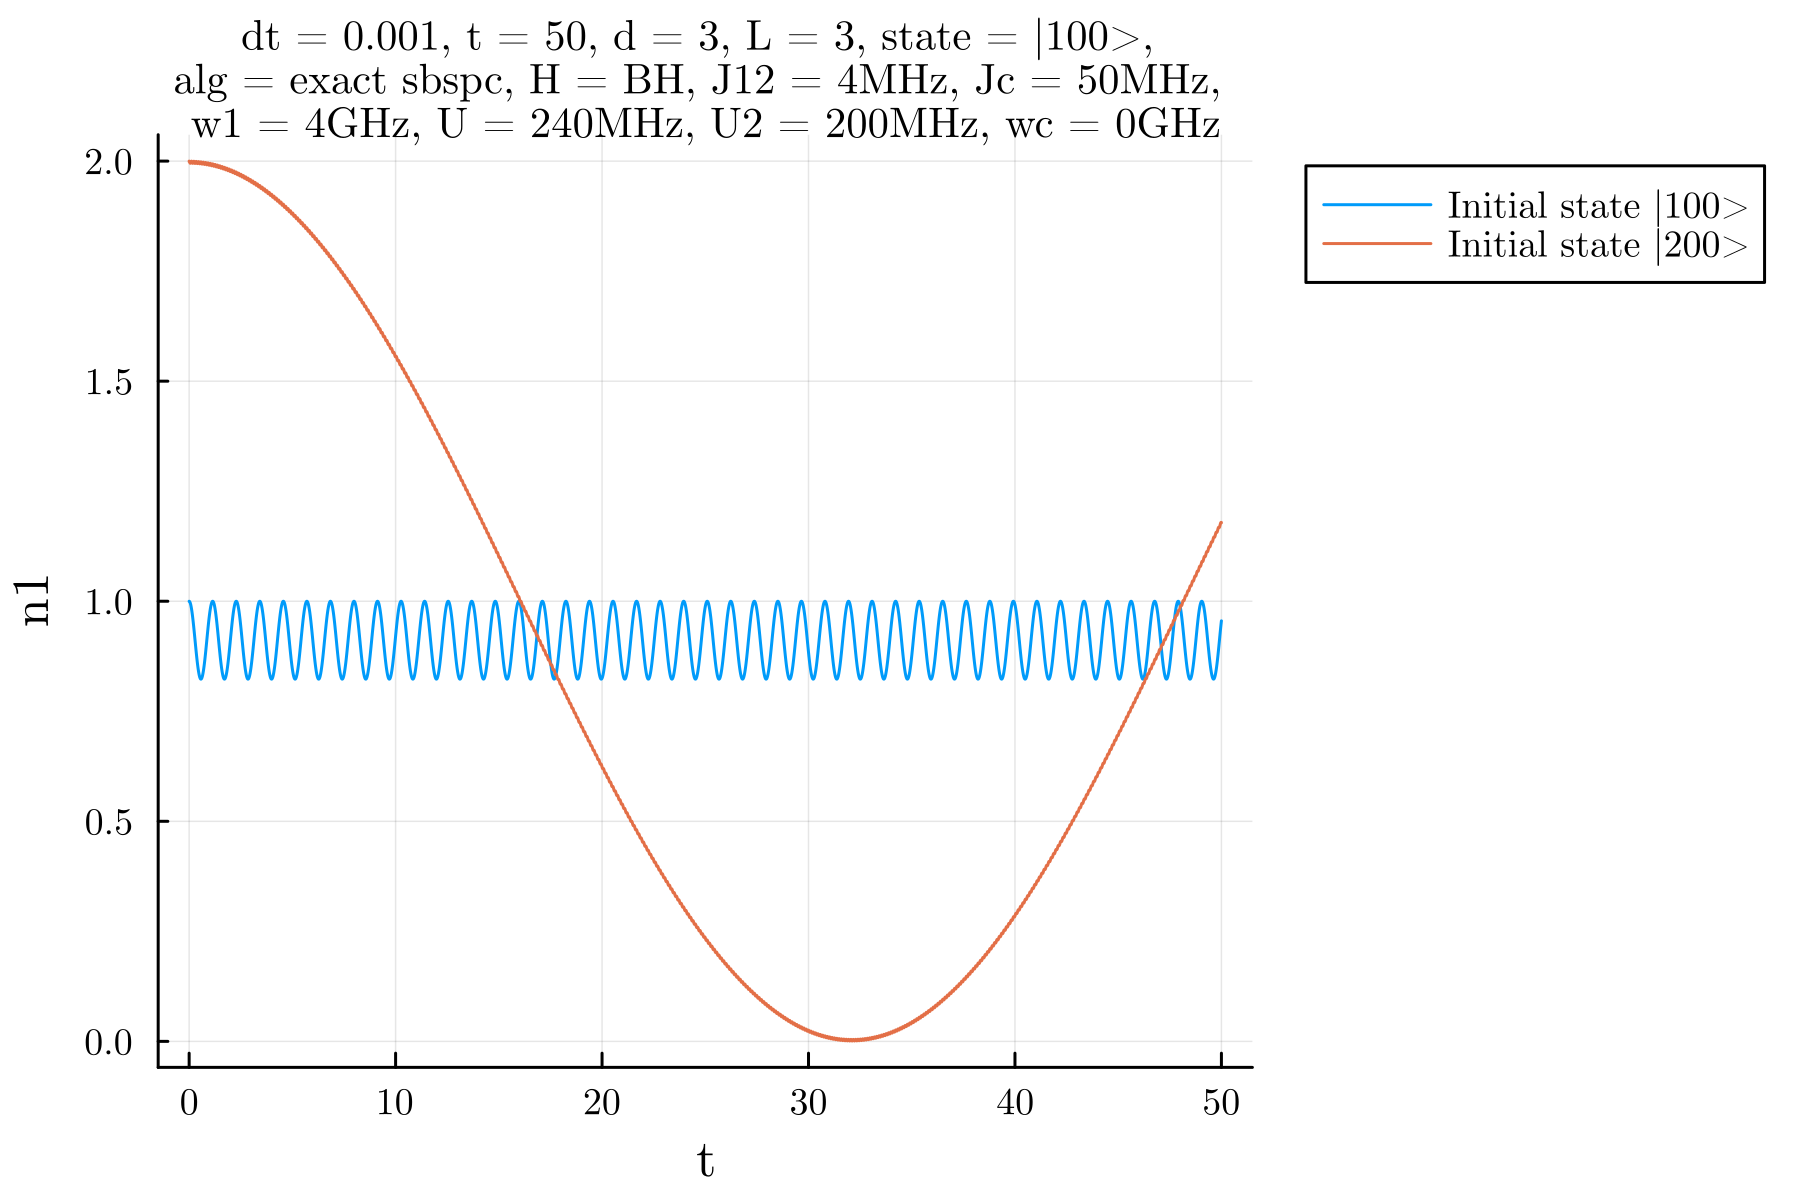 dt = 0.001, t = 50, d = 3, L = 3, state = |100>,
alg = exact sbspc, H = BH, J12 = 4MHz, Jc = 50MHz,
w1 = 4GHz, U = 240MHz, U2 = 200MHz, wc = 0GHz
2.0
1.5
1.0
0.5
0.0
n1
0 10 20 30 40 50
t
Initial state |100>
Initial state |200>